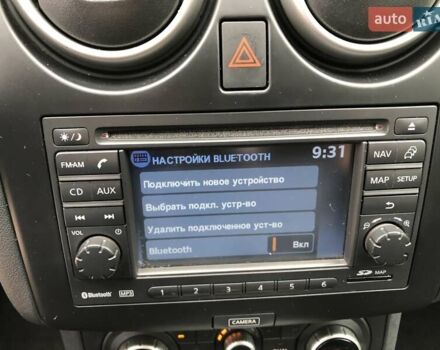 auto RIA
НАСТРОЙКИ BLUETOOTH 9:31
Подключить новое устройство
Выбрать подкл. устр-во
Удалить подключенное уст-во
Bluetooth Вкл
FM·AM
CD AUX
VOL
NAV
MAP SETUP
Bluetooth MP3 1 2 3 4 5 6 SD MAP
CAMERA